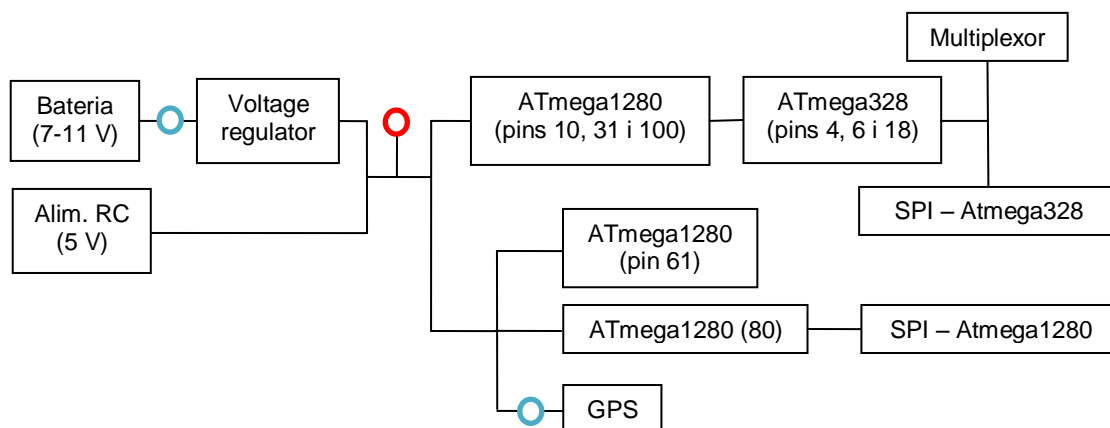 Multiplexor
Bateria
(7-11 V)
Voltage
regulator
ATmega1280
(pins 10, 31 i 100)
ATmega328
(pins 4, 6 i 18)
Alim. RC
(5 V)
SPI – Atmega328
ATmega1280
(pin 61)
ATmega1280 (80)
SPI – Atmega1280
GPS